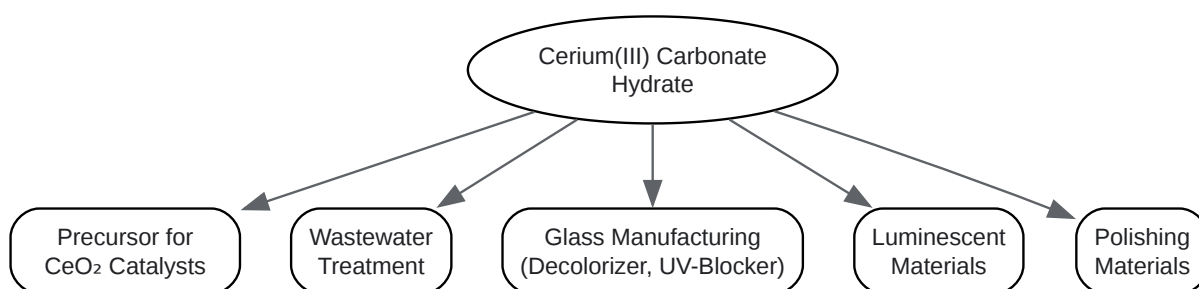 Cerium(III) Carbonate
Hydrate
Precursor for
CeO₂ Catalysts
Wastewater
Treatment
Glass Manufacturing
(Decolorizer, UV-Blocker)
Luminescent
Materials
Polishing
Materials